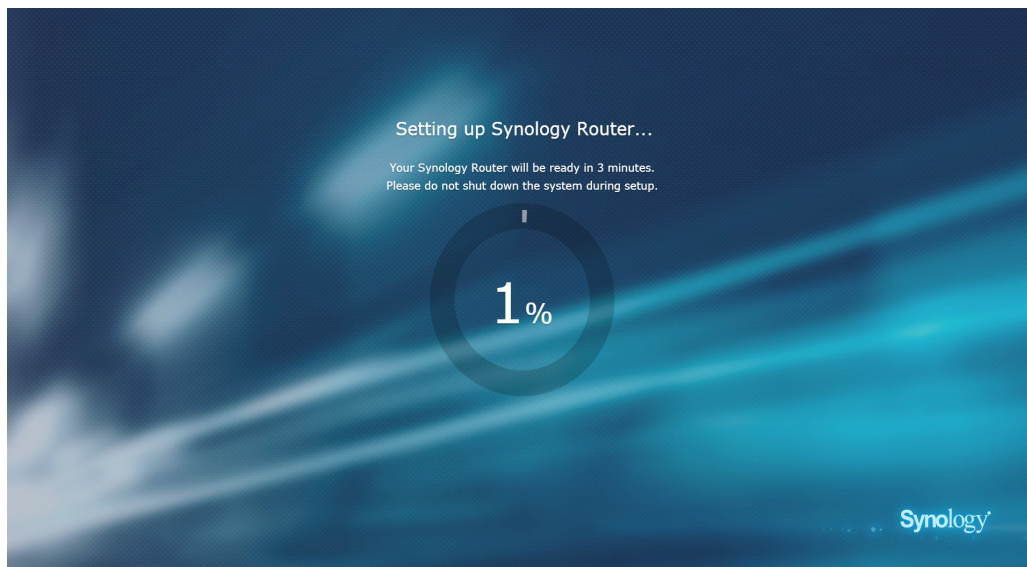 Setting up Synology Router...
Your Synology Router will be ready in 3 minutes.
Please do not shut down the system during setup.
1%
Synology